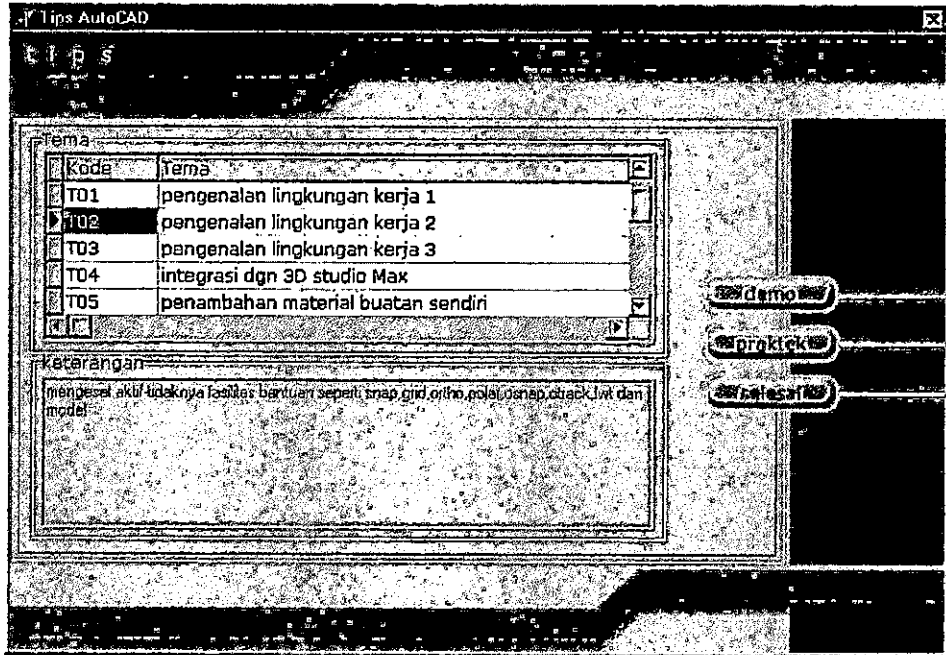 Tips AutoCAD
tips
Tema
Kode Tema
T01 pengenalan lingkungan kerja 1
T02 pengenalan lingkungan kerja 2
T03 pengenalan lingkungan kerja 3
T04 integrasi dgn 3D studio Max
T05 penambahan material buatan sendiri
demo
praktek
selesai
keterangan
mengeset aktif tidaknya fasilitas bantuan seperti snap,grid,ortho,polar,osnap,otrack,lwt dan
model